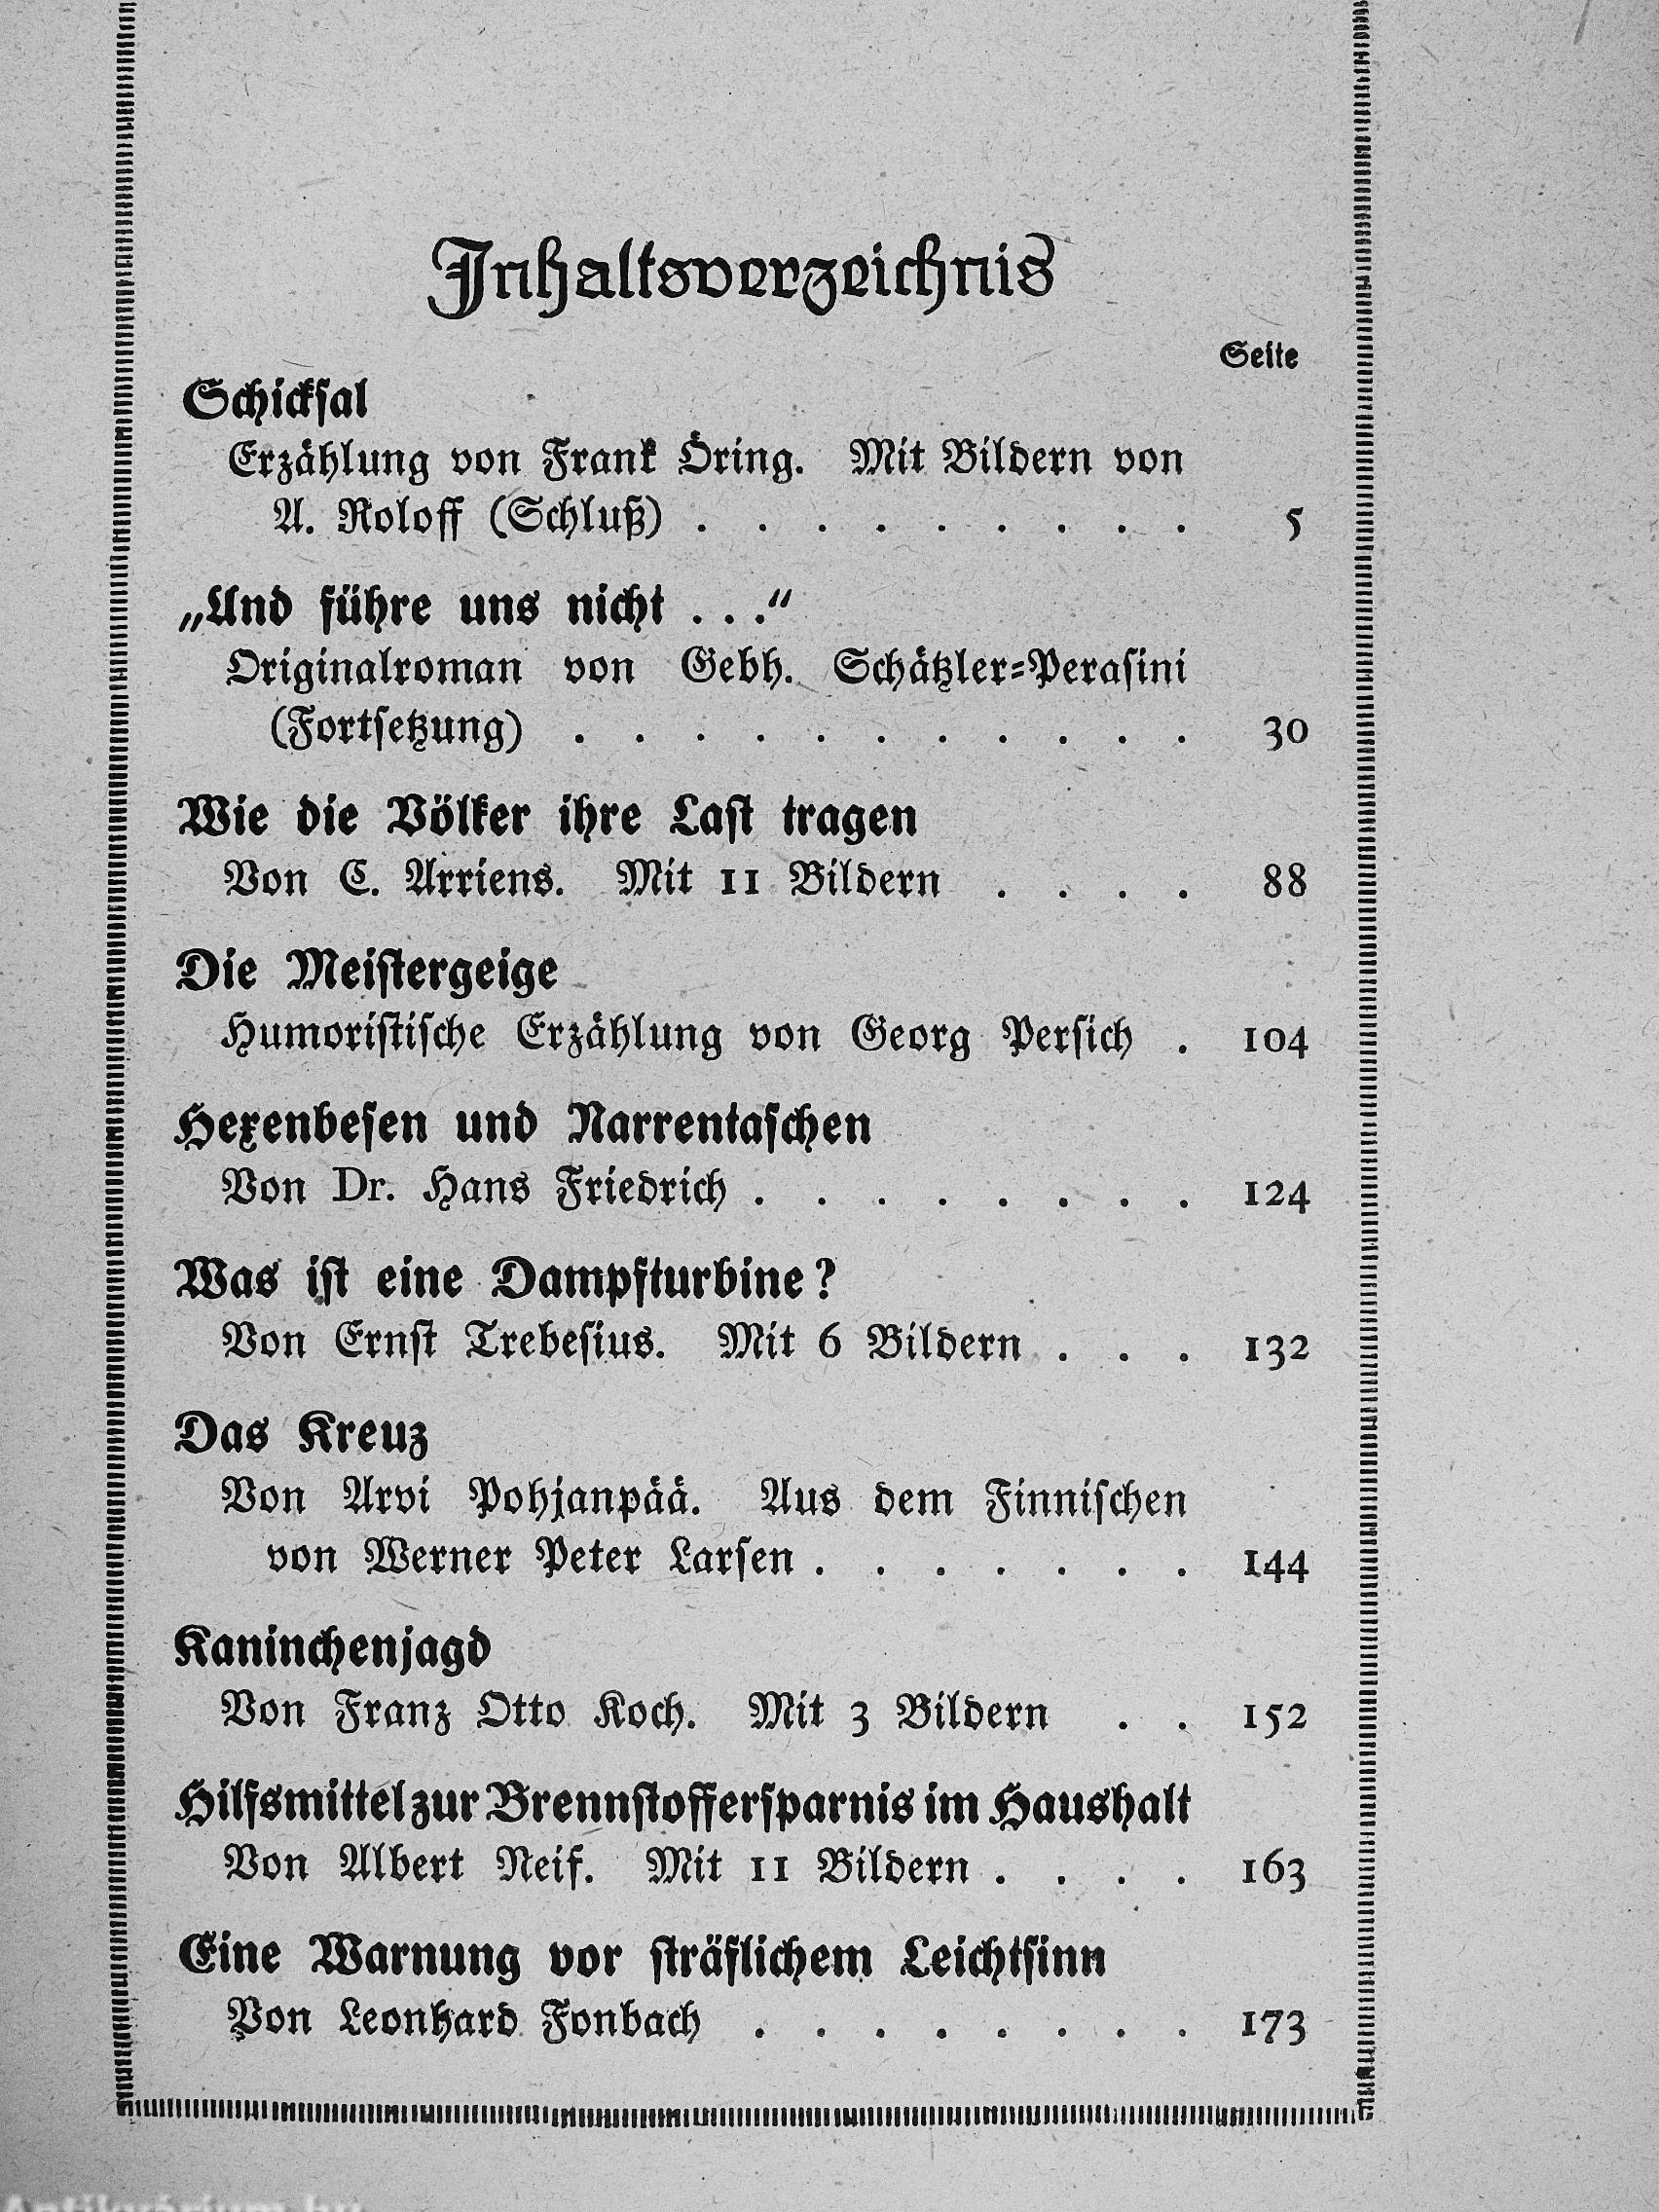 Inhaltsverzeichnis
Seite
Schicksal
Erzählung von Frank Öring. Mit Bildern von
A. Roloff (Schluß) . . . . . . . . . 5
„Und führe uns nicht . . .“
Originalroman von Gebh. Schätzler-Perasini
(Fortsetzung) . . . . . . . . . . . 30
Wie die Völker ihre Last tragen
Von C. Arriens. Mit 11 Bildern . . . . 88
Die Meistergeige
Humoristische Erzählung von Georg Persich . 104
Hexenbesen und Narrentaschen
Von Dr. Hans Friedrich . . . . . . . . 124
Was ist eine Dampfturbine?
Von Ernst Trebesius. Mit 6 Bildern . . . 132
Das Kreuz
Von Arvi Pohjanpää. Aus dem Finnischen
von Werner Peter Larsen . . . . . . . 144
Kaninchenjagd
Von Franz Otto Koch. Mit 3 Bildern . . 152
Hilfsmittel zur Brennstoffersparnis im Haushalt
Von Albert Neif. Mit 11 Bildern . . . . 163
Eine Warnung vor sträflichem Leichtsinn
Von Leonhard Fonbach . . . . . . . . 173
Antikvárium.hu